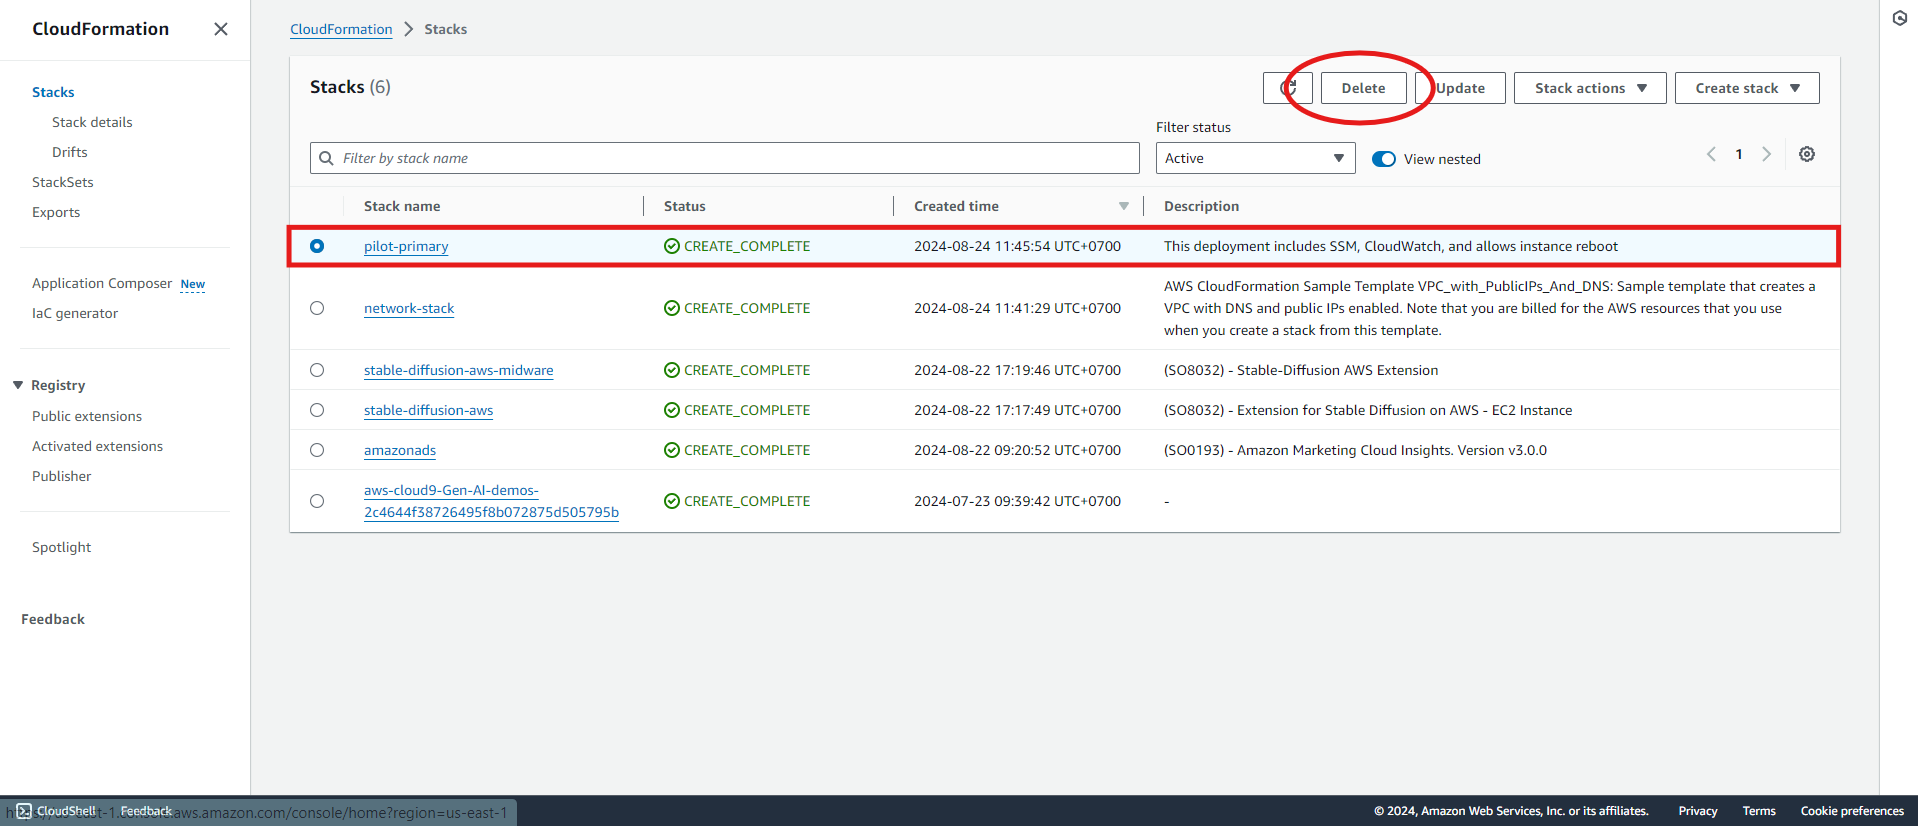 CloudFormation
Stacks
Stack details
Drifts
StackSets
Exports
Application Composer New
IaC generator
Registry
Public extensions
Activated extensions
Publisher
Spotlight
Feedback
CloudFormation Stacks
Stacks (6)
Delete
Update
Stack actions
Create stack
Filter status
Filter by stack name
Active
View nested
1
Stack name Status Created time Description
pilot-primary CREATE_COMPLETE 2024-08-24 11:45:54 UTC+0700 This deployment includes SSM, CloudWatch, and allows instance reboot
network-stack CREATE_COMPLETE 2024-08-24 11:41:29 UTC+0700 AWS CloudFormation Sample Template VPC_with_PublicIPs_And_DNS: Sample template that creates a
VPC with DNS and public IPs enabled. Note that you are billed for the AWS resources that you use
when you create a stack from this template.
stable-diffusion-aws-midware CREATE_COMPLETE 2024-08-22 17:19:46 UTC+0700 (SO8032) - Stable-Diffusion AWS Extension
stable-diffusion-aws CREATE_COMPLETE 2024-08-22 17:17:49 UTC+0700 (SO8032) - Extension for Stable Diffusion on AWS - EC2 Instance
amazonads CREATE_COMPLETE 2024-08-22 09:20:52 UTC+0700 (SO0193) - Amazon Marketing Cloud Insights. Version v3.0.0
aws-cloud9-Gen-AI-demos-
2c4644f38726495f8b072875d505795b CREATE_COMPLETE 2024-07-23 09:39:42 UTC+0700 -
CloudShell Feedback
https://us-east-1.console.aws.amazon.com/console/home?region=us-east-1
© 2024, Amazon Web Services, Inc. or its affiliates. Privacy Terms Cookie preferences